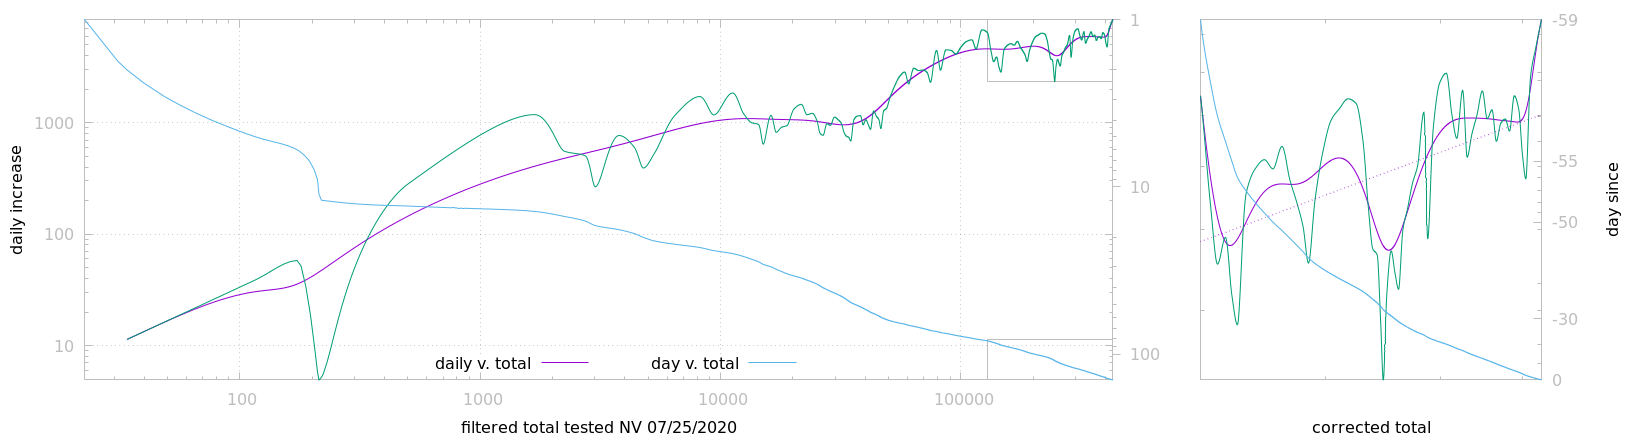 daily increase
1000
100
10
daily v. total
day v. total
100
1000
10000
100000
filtered total tested NV 07/25/2020
1
10
100
-59
-55
-50
-30
0
day since
corrected total